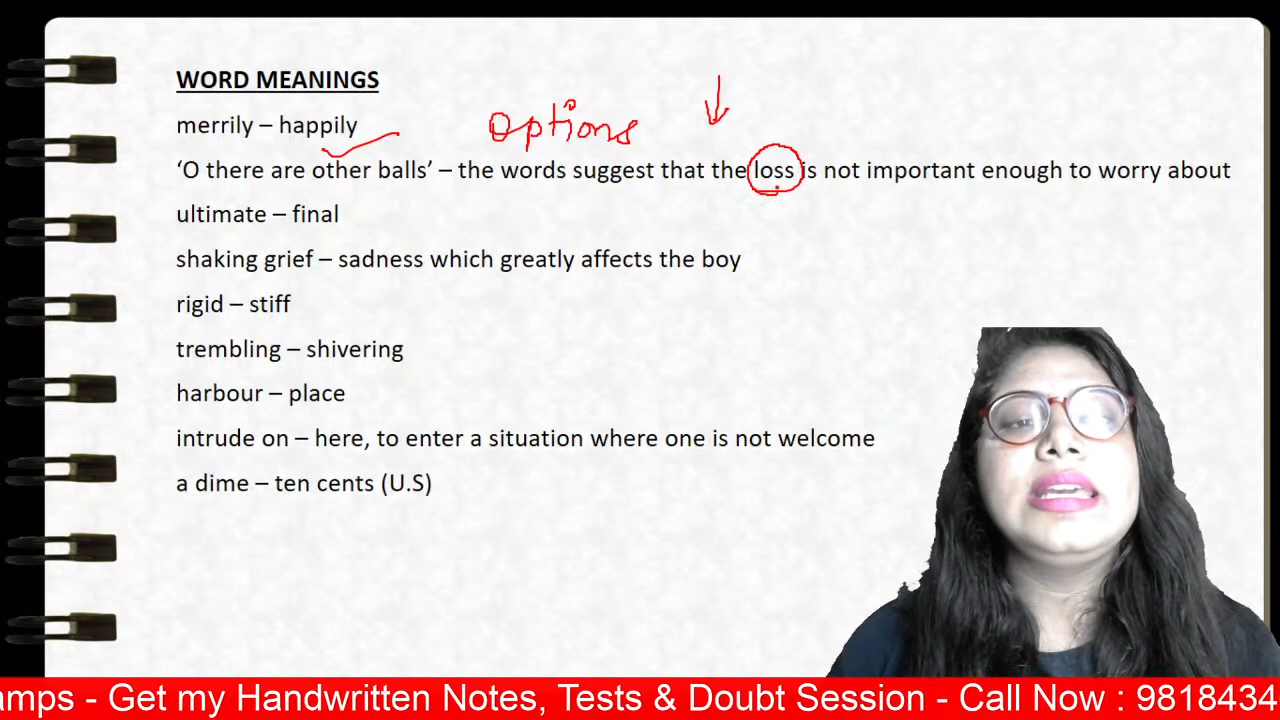 WORD MEANINGS
merrily – happily
options
‘O there are other balls’ – the words suggest that the loss is not important enough to worry about
ultimate – final
shaking grief – sadness which greatly affects the boy
rigid – stiff
trembling – shivering
harbour – place
intrude on – here, to enter a situation where one is not welcome
a dime – ten cents (U.S)
amps - Get my Handwritten Notes, Tests & Doubt Session - Call Now : 9818434